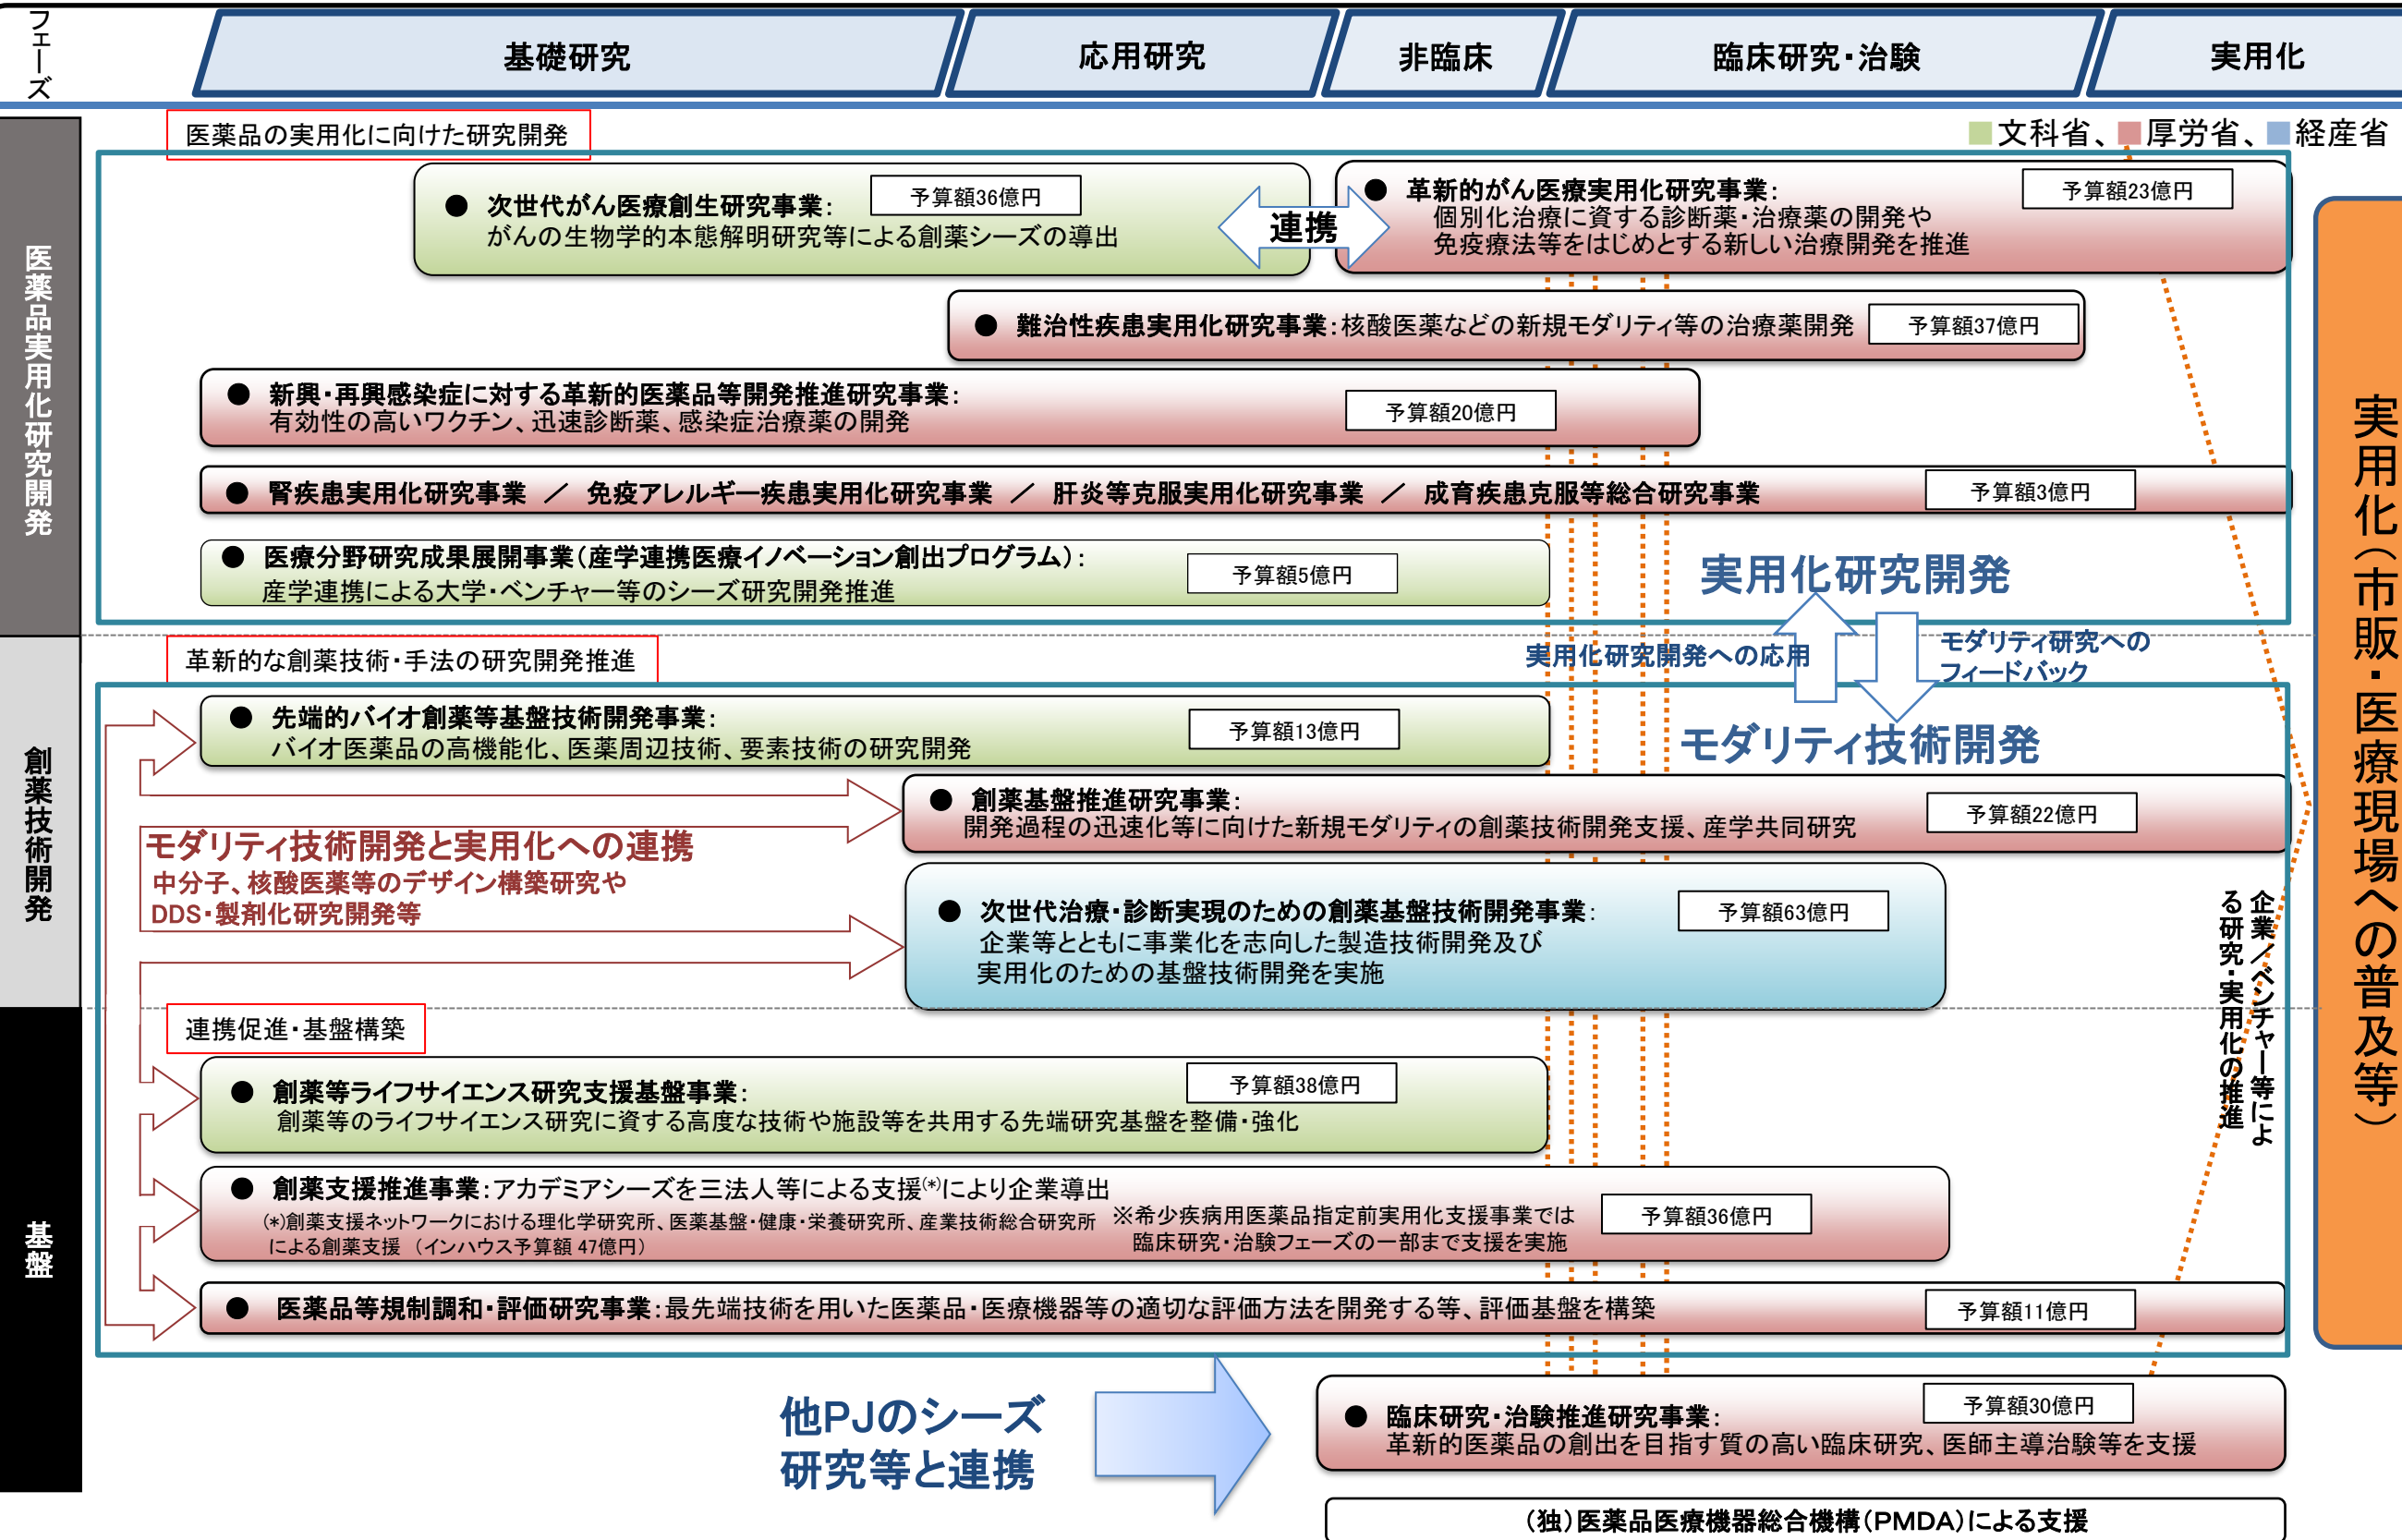 フェーズ
基礎研究
応用研究
非臨床
臨床研究・治験
実用化
医薬品の実用化に向けた研究開発
文科省、厚労省、経産省
医薬品実用化研究開発
● 次世代がん医療創生研究事業：
予算額36億円
がんの生物学的本態解明研究等による創薬シーズの導出
連携
● 革新的がん医療実用化研究事業：
予算額23億円
個別化治療に資する診断薬・治療薬の開発や
免疫療法等をはじめとする新しい治療開発を推進
● 難治性疾患実用化研究事業：核酸医薬などの新規モダリティ等の治療薬開発
予算額37億円
● 新興・再興感染症に対する革新的医薬品等開発推進研究事業：
有効性の高いワクチン、迅速診断薬、感染症治療薬の開発
予算額20億円
● 腎疾患実用化研究事業 ／ 免疫アレルギー疾患実用化研究事業 ／ 肝炎等克服実用化研究事業 ／ 成育疾患克服等総合研究事業
予算額3億円
● 医療分野研究成果展開事業（産学連携医療イノベーション創出プログラム）：
産学連携による大学・ベンチャー等のシーズ研究開発推進
予算額5億円
実用化研究開発
実用化研究開発への応用
モダリティ研究への
フィードバック
モダリティ技術開発
実用化（市販・医療現場への普及等）
創薬技術開発
革新的な創薬技術・手法の研究開発推進
● 先端的バイオ創薬等基盤技術開発事業：
バイオ医薬品の高機能化、医薬周辺技術、要素技術の研究開発
予算額13億円
● 創薬基盤推進研究事業：
開発過程の迅速化等に向けた新規モダリティの創薬技術開発支援、産学共同研究
予算額22億円
モダリティ技術開発と実用化への連携
中分子、核酸医薬等のデザイン構築研究や
DDS・製剤化研究開発等
● 次世代治療・診断実現のための創薬基盤技術開発事業：
予算額63億円
企業等とともに事業化を志向した製造技術開発及び
実用化のための基盤技術開発を実施
企業／ベンチャー等によ
る研究・実用化の推進
基盤
連携促進・基盤構築
● 創薬等ライフサイエンス研究支援基盤事業：
予算額38億円
創薬等のライフサイエンス研究に資する高度な技術や施設等を共用する先端研究基盤を整備・強化
● 創薬支援推進事業：アカデミアシーズを三法人等による支援(*)により企業導出
(*)創薬支援ネットワークにおける理化学研究所、医薬基盤・健康・栄養研究所、産業技術総合研究所
による創薬支援 （インハウス予算額 47億円）
※希少疾病用医薬品指定前実用化支援事業では
臨床研究・治験フェーズの一部まで支援を実施
予算額36億円
● 医薬品等規制調和・評価研究事業：最先端技術を用いた医薬品・医療機器等の適切な評価方法を開発する等、評価基盤を構築
予算額11億円
他PJのシーズ
研究等と連携
● 臨床研究・治験推進研究事業：
予算額30億円
革新的医薬品の創出を目指す質の高い臨床研究、医師主導治験等を支援
（独）医薬品医療機器総合機構（PMDA）による支援